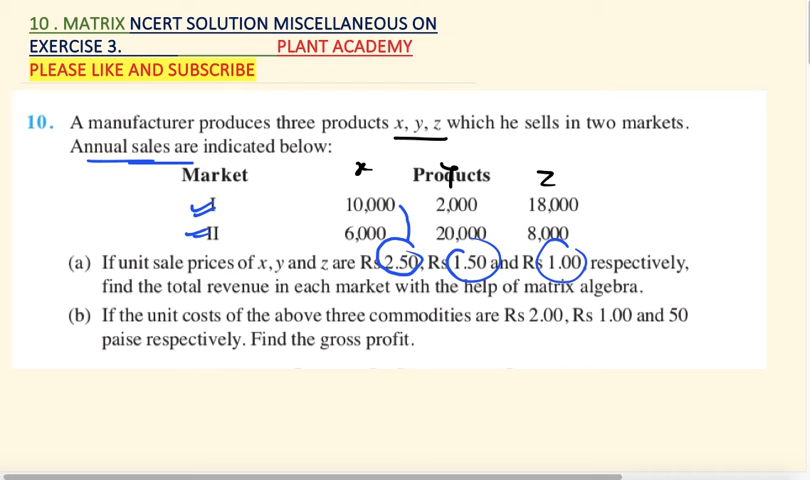 10 . MATRIX NCERT SOLUTION MISCELLANEOUS ON
EXERCISE 3. PLANT ACADEMY
PLEASE LIKE AND SUBSCRIBE
10. A manufacturer produces three products x, y, z which he sells in two markets.
Annual sales are indicated below:
x y z
Market Products
I 10,000 2,000 18,000
II 6,000 20,000 8,000
(a) If unit sale prices of x, y and z are Rs 2.50, Rs 1.50 and Rs 1.00 respectively,
find the total revenue in each market with the help of matrix algebra.
(b) If the unit costs of the above three commodities are Rs 2.00, Rs 1.00 and 50
paise respectively. Find the gross profit.